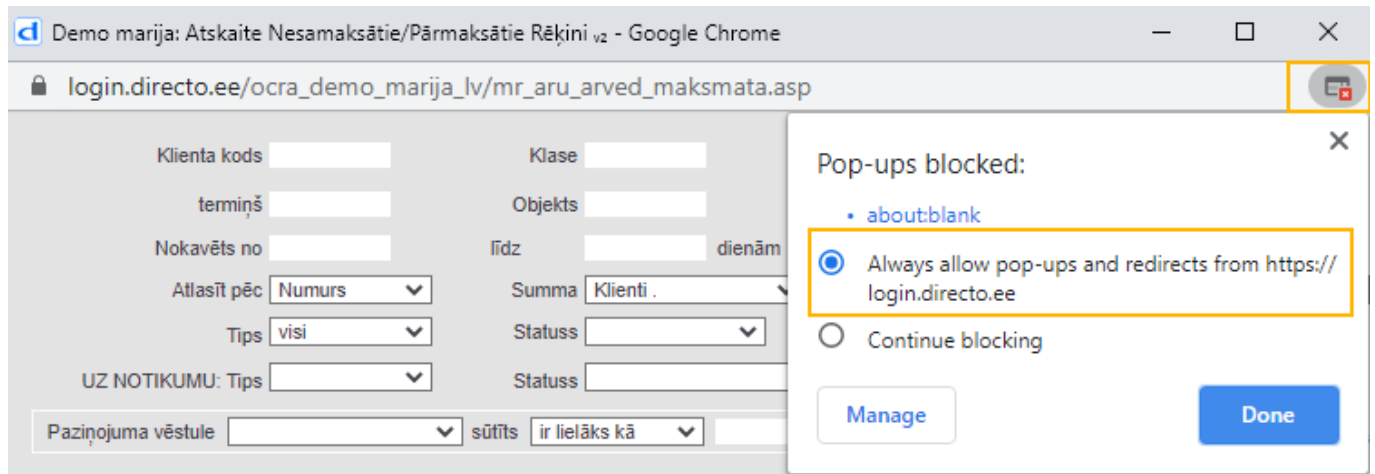 Demo marija: Atskaite Nesamaksātie/Pārmaksātie Rēķini v2 - Google Chrome
login.directo.ee/ocra_demo_marija_lv/mr_aru_arved_maksmata.asp
Klienta kods Klase
termiņš Objekts
Nokavēts no līdz dienām
Atlasīt pēc Numurs Summa Klienti .
Tips visi Statuss
UZ NOTIKUMU: Tips Statuss
Paziņojuma vēstule sūtīts ir lielāks kā
Pop-ups blocked:
• about:blank
Always allow pop-ups and redirects from https://
login.directo.ee
Continue blocking
Manage Done